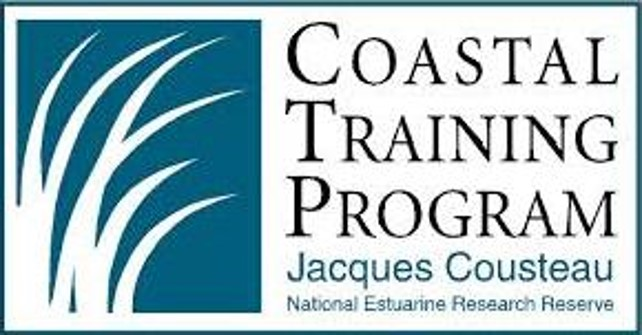 COASTAL
TRAINING
PROGRAM
Jacques Cousteau
National Estuarine Research Reserve